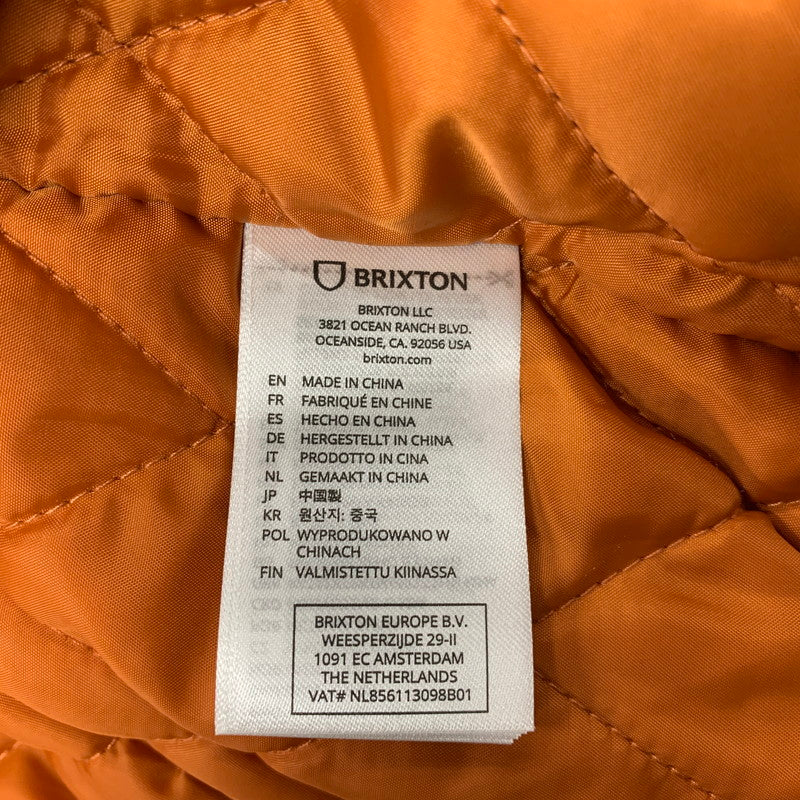 BRIXTON
BRIXTON LLC
3821 OCEAN RANCH BLVD.
OCEANSIDE, CA. 92056 USA
brixton.com
EN MADE IN CHINA
FR FABRIQUÉ EN CHINE
ES HECHO EN CHINA
DE HERGESTELLT IN CHINA
IT PRODOTTO IN CINA
NL GEMAAKT IN CHINA
JP 中国製
KR 원산지: 중국
POL WYPRODUKOWANO W
CHINACH
FIN VALMISTETTU KIINASSA
BRIXTON EUROPE B.V.
WEESPERZIJDE 29-II
1091 EC AMSTERDAM
THE NETHERLANDS
VAT# NL856113098B01